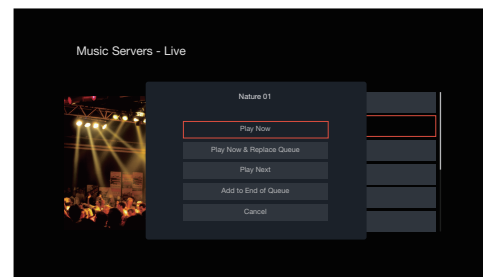 Music Servers - Live
Nature 01
Play Now
Play Now & Replace Queue
Play Next
Add to End of Queue
Cancel